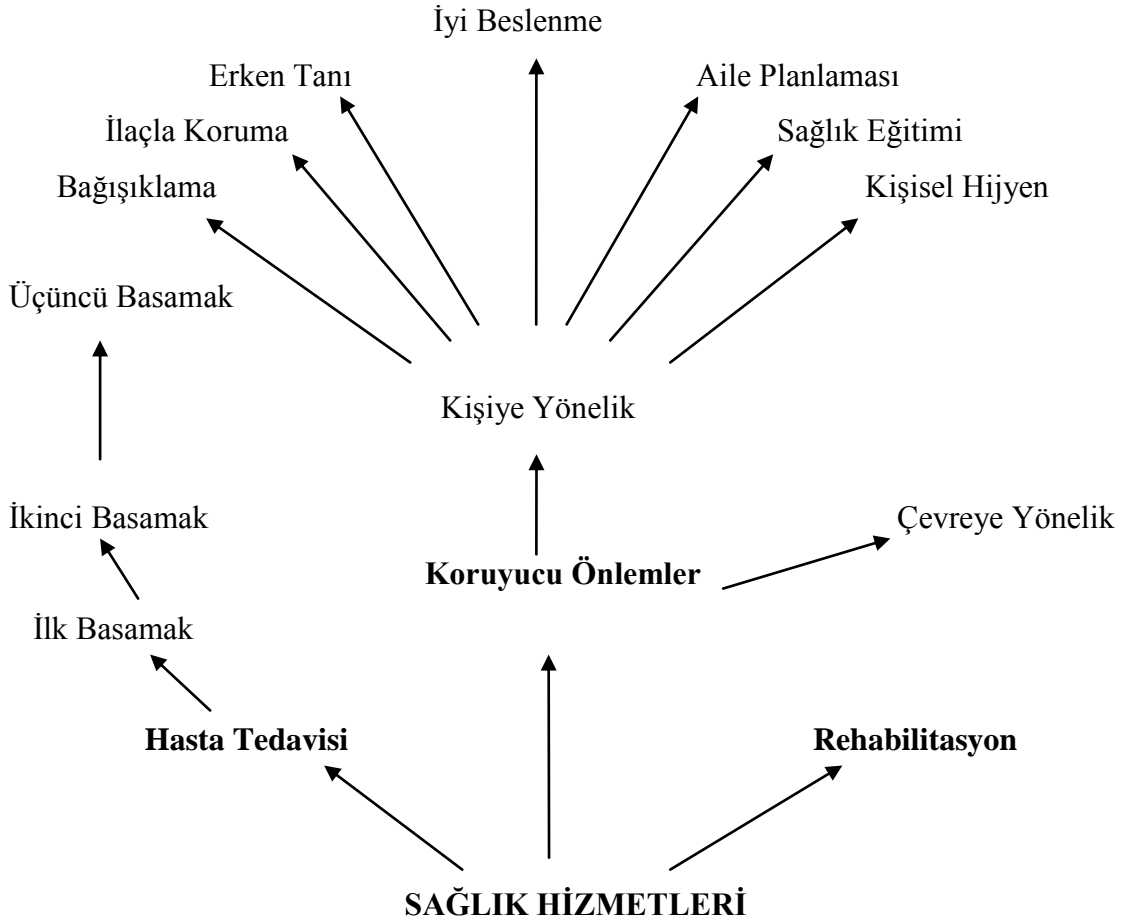 İyi Beslenme
Erken Tanı
Aile Planlaması
İlaçla Koruma
Sağlık Eğitimi
Bağışıklama
Kişisel Hijyen
Üçüncü Basamak
Kişiye Yönelik
İkinci Basamak
Çevreye Yönelik
Koruyucu Önlemler
İlk Basamak
Hasta Tedavisi
Rehabilitasyon
SAĞLIK HİZMETLERİ